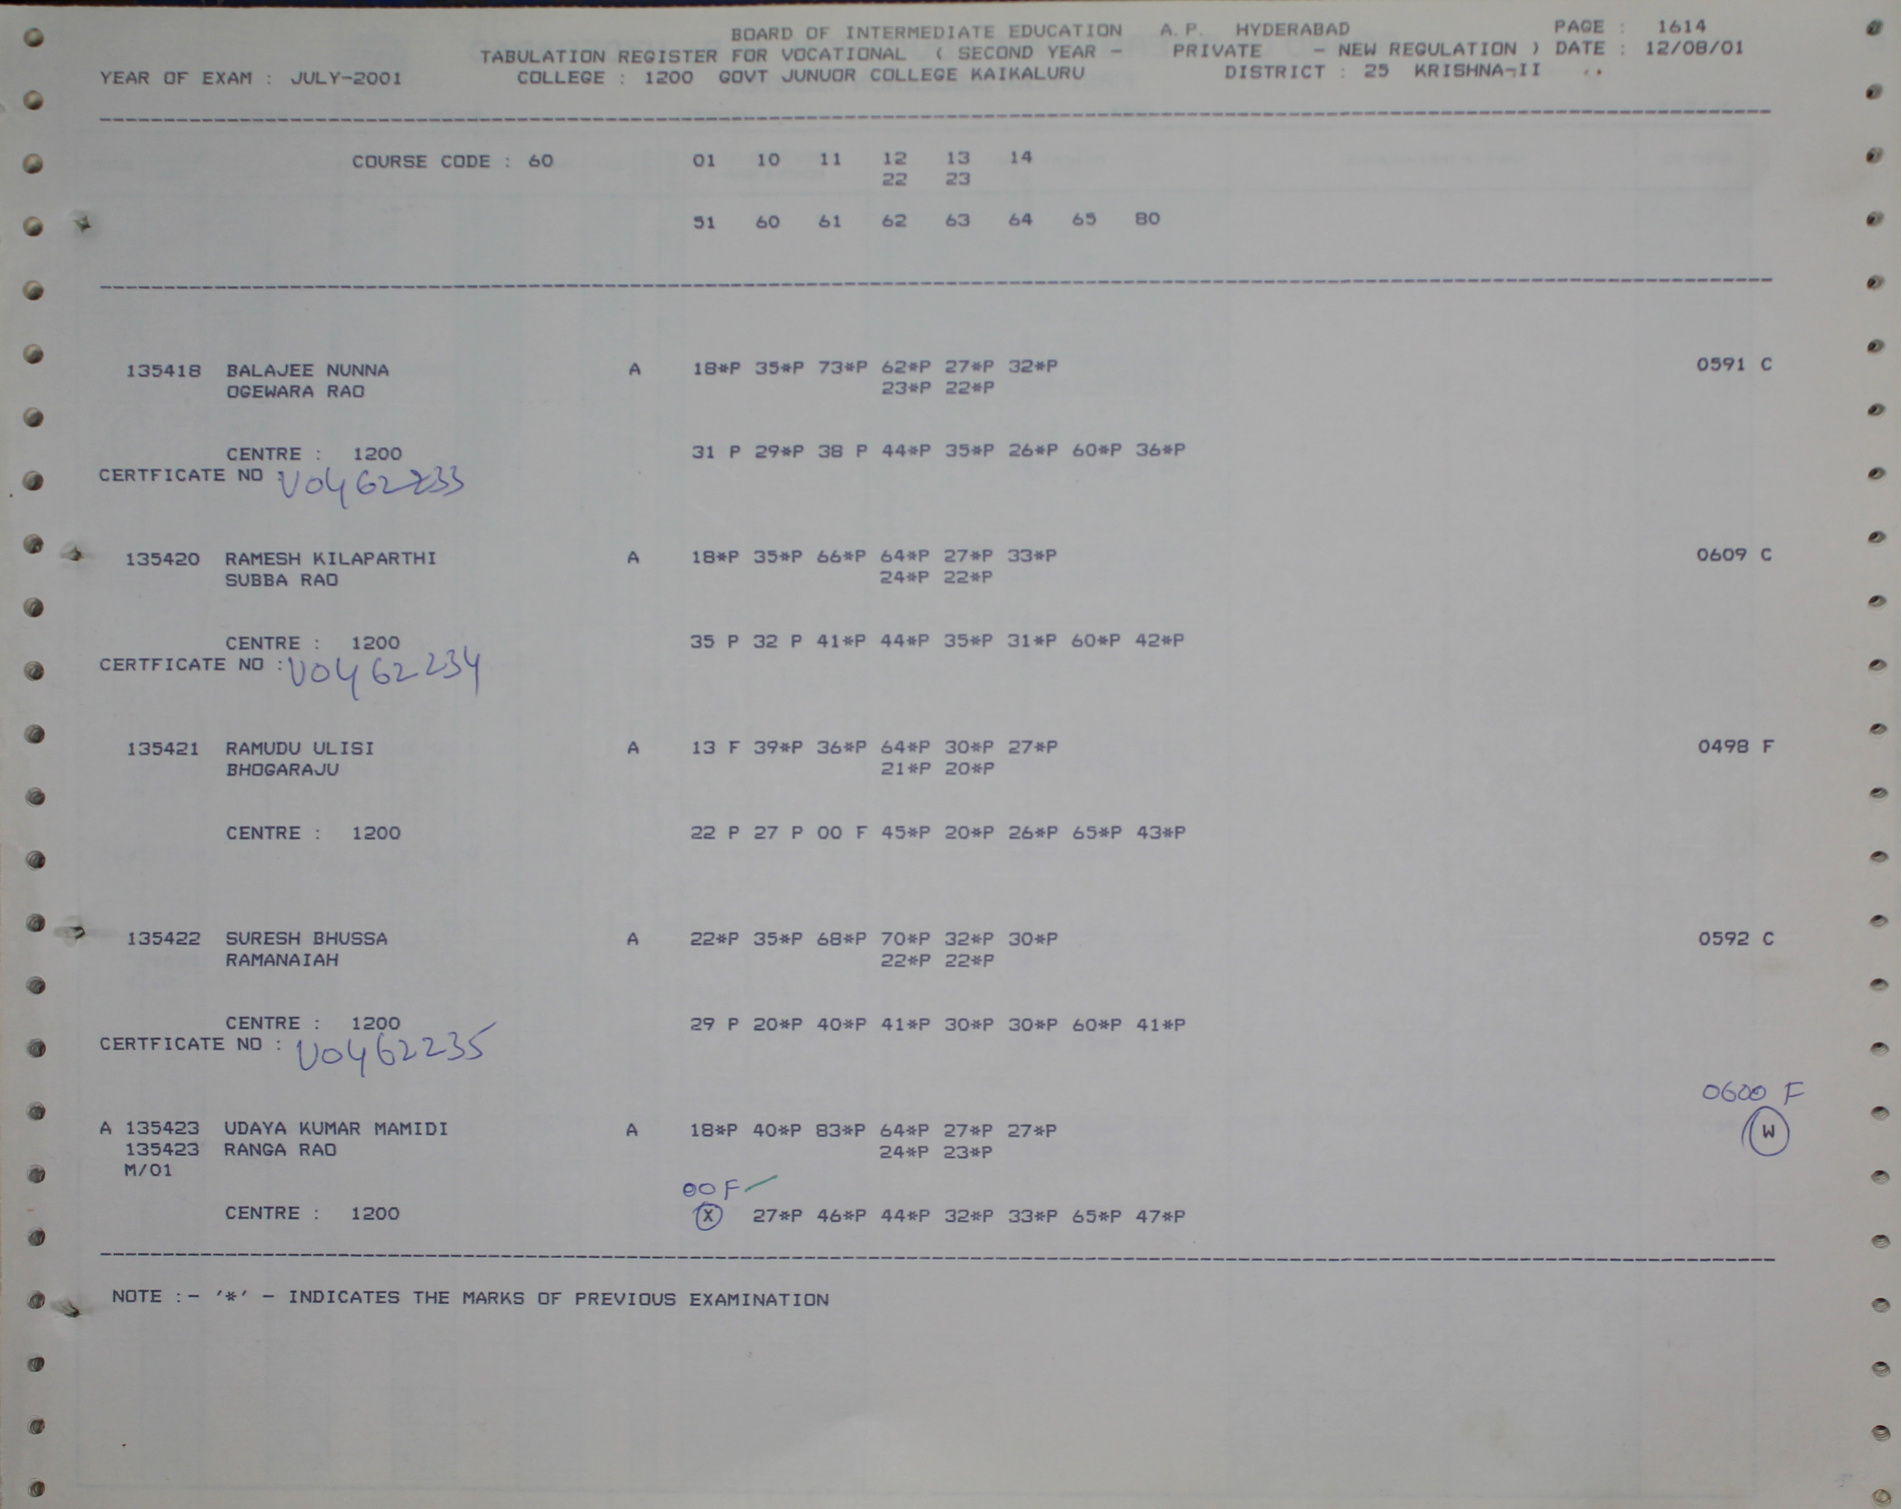 BOARD OF INTERMEDIATE EDUCATION A.P. HYDERABAD PAGE : 1614
TABULATION REGISTER FOR VOCATIONAL ( SECOND YEAR - PRIVATE - NEW REGULATION ) DATE : 12/08/01
YEAR OF EXAM : JULY-2001 COLLEGE : 1200 GOVT JUNUOR COLLEGE KAIKALURU DISTRICT : 25 KRISHNA-II
COURSE CODE : 60 01 10 11 12 13 14
22 23
51 60 61 62 63 64 65 80
135418 BALAJEE NUNNA A 18*P 35*P 73*P 62*P 27*P 32*P 0591 C
OGEWARA RAO 23*P 22*P
CENTRE : 1200 31 P 29*P 38 P 44*P 35*P 26*P 60*P 36*P
CERTFICATE NO : V0462233
135420 RAMESH KILAPARTHI A 18*P 35*P 66*P 64*P 27*P 33*P 0609 C
SUBBA RAO 24*P 22*P
CENTRE : 1200 35 P 32 P 41*P 44*P 35*P 31*P 60*P 42*P
CERTFICATE NO : V0462234
135421 RAMUDU ULISI A 13 F 39*P 36*P 64*P 30*P 27*P 0498 F
BHOGARAJU 21*P 20*P
CENTRE : 1200 22 P 27 P 00 F 45*P 20*P 26*P 65*P 43*P
135422 SURESH BHUSSA A 22*P 35*P 68*P 70*P 32*P 30*P 0592 C
RAMANAIAH 22*P 22*P
CENTRE : 1200 29 P 20*P 40*P 41*P 30*P 30*P 60*P 41*P
CERTFICATE NO : V0462235
0600 F
A 135423 UDAYA KUMAR MAMIDI A 18*P 40*P 83*P 64*P 27*P 27*P W
135423 RANGA RAO 24*P 23*P
M/01
00 F
CENTRE : 1200 X 27*P 46*P 44*P 32*P 33*P 65*P 47*P
NOTE :- '*' - INDICATES THE MARKS OF PREVIOUS EXAMINATION